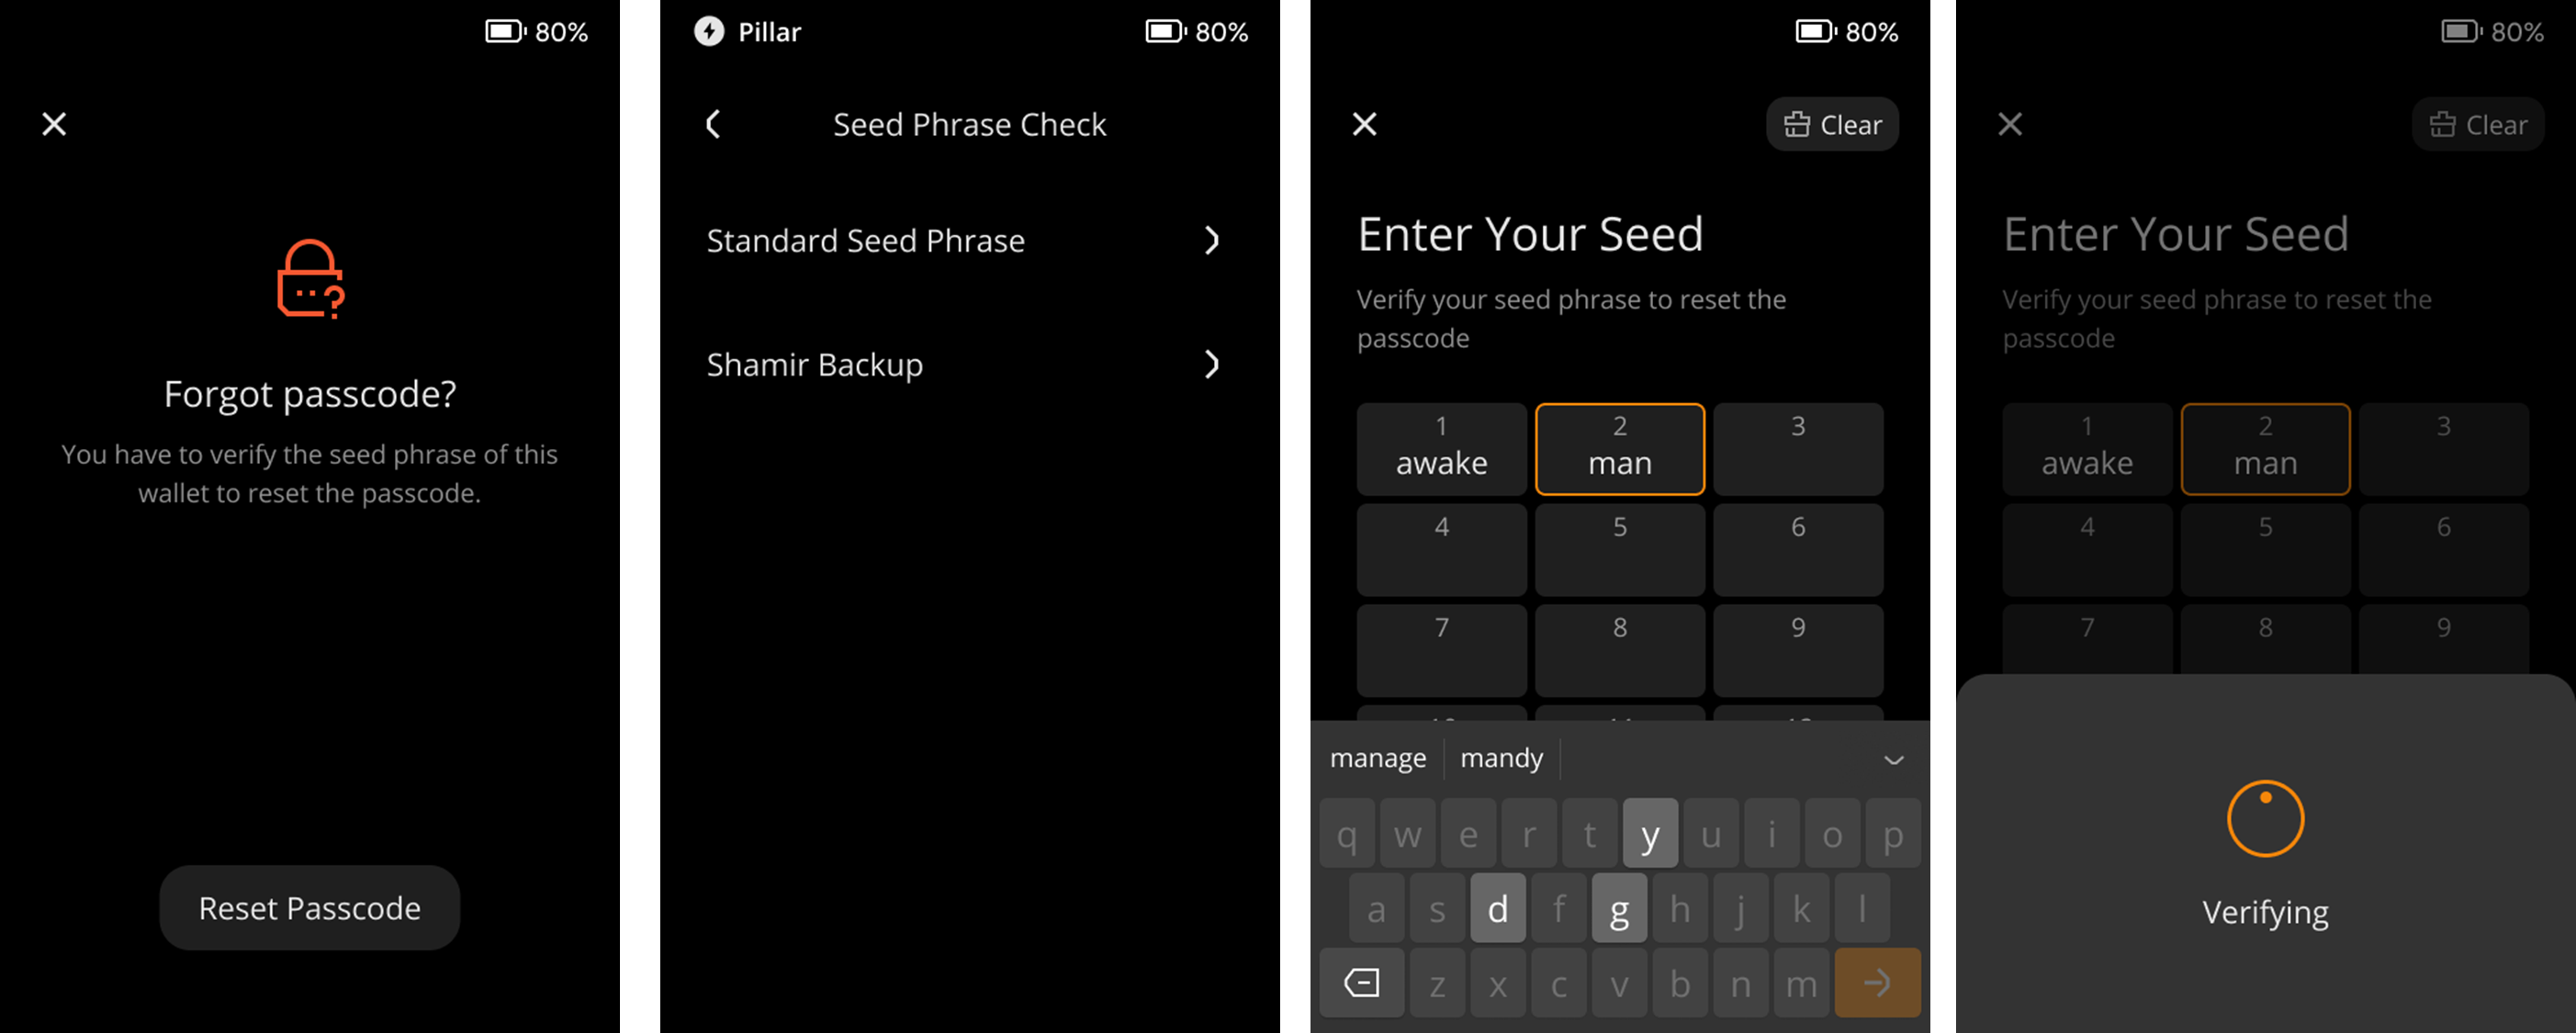 80%
Forgot passcode?
You have to verify the seed phrase of this
wallet to reset the passcode.
Reset Passcode
Pillar
80%
Seed Phrase Check
Standard Seed Phrase
Shamir Backup
80%
Clear
Enter Your Seed
Verify your seed phrase to reset the
passcode
1 2 3
awake man
4 5 6
7 8 9
manage mandy
q w e r t y u i o p
a s d f g h j k l
z x c v b n m
80%
Clear
Enter Your Seed
Verify your seed phrase to reset the
passcode
1 2 3
awake man
4 5 6
7 8 9
Verifying